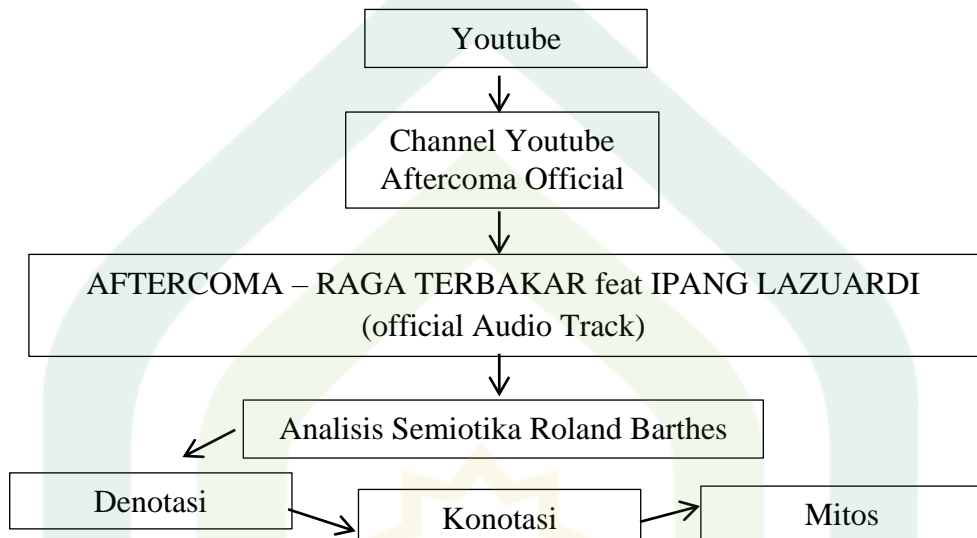 Youtube
Channel Youtube
Aftercoma Official
AFTERCOMA – RAGA TERBAKAR feat IPANG LAZUARDI
(official Audio Track)
Analisis Semiotika Roland Barthes
Denotasi
Konotasi
Mitos